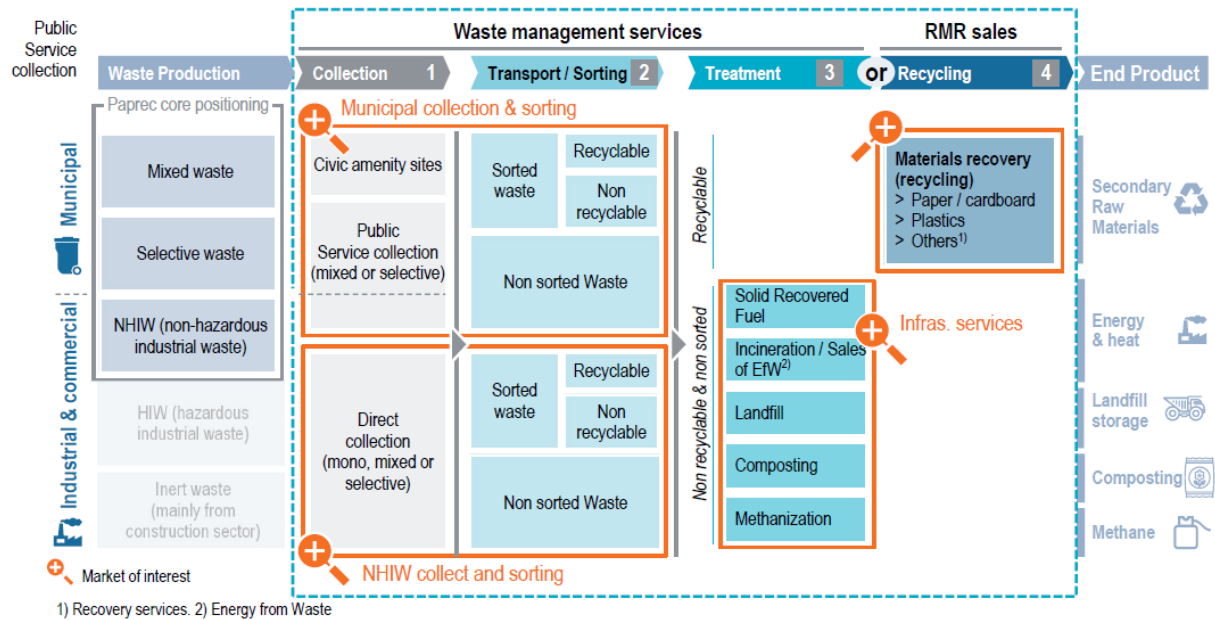 Public
Service
collection
Waste management services
RMR sales
Waste Production
Collection 1
Transport / Sorting 2
Treatment 3
or
Recycling 4
End Product
Paprec core positioning
Municipal
Mixed waste
Selective waste
Industrial & commercial
NHIW (non-hazardous
industrial waste)
HIW (hazardous
industrial waste)
Inert waste
(mainly from
construction sector)
Municipal collection & sorting
Civic amenity sites
Public
Service collection
(mixed or selective)
Sorted
waste
Recyclable
Non
recyclable
Non sorted Waste
Direct
collection
(mono, mixed or
selective)
Sorted
waste
Recyclable
Non
recyclable
Non sorted Waste
NHIW collect and sorting
Recyclable
Non recyclable & non sorted
Solid Recovered
Fuel
Incineration / Sales
of EfW2)
Landfill
Composting
Methanization
Infras. services
Materials recovery
(recycling)
> Paper / cardboard
> Plastics
> Others1)
Secondary
Raw
Materials
Energy
& heat
Landfill
storage
Composting
Methane
Market of interest
1) Recovery services. 2) Energy from Waste